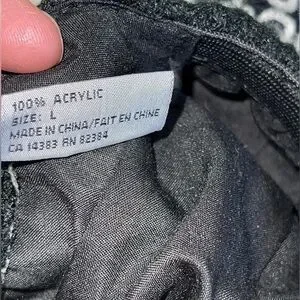 100% ACRYLIC
SIZE: L
MADE IN CHINA/FAIT EN CHINE
CA 14383 RN 82384